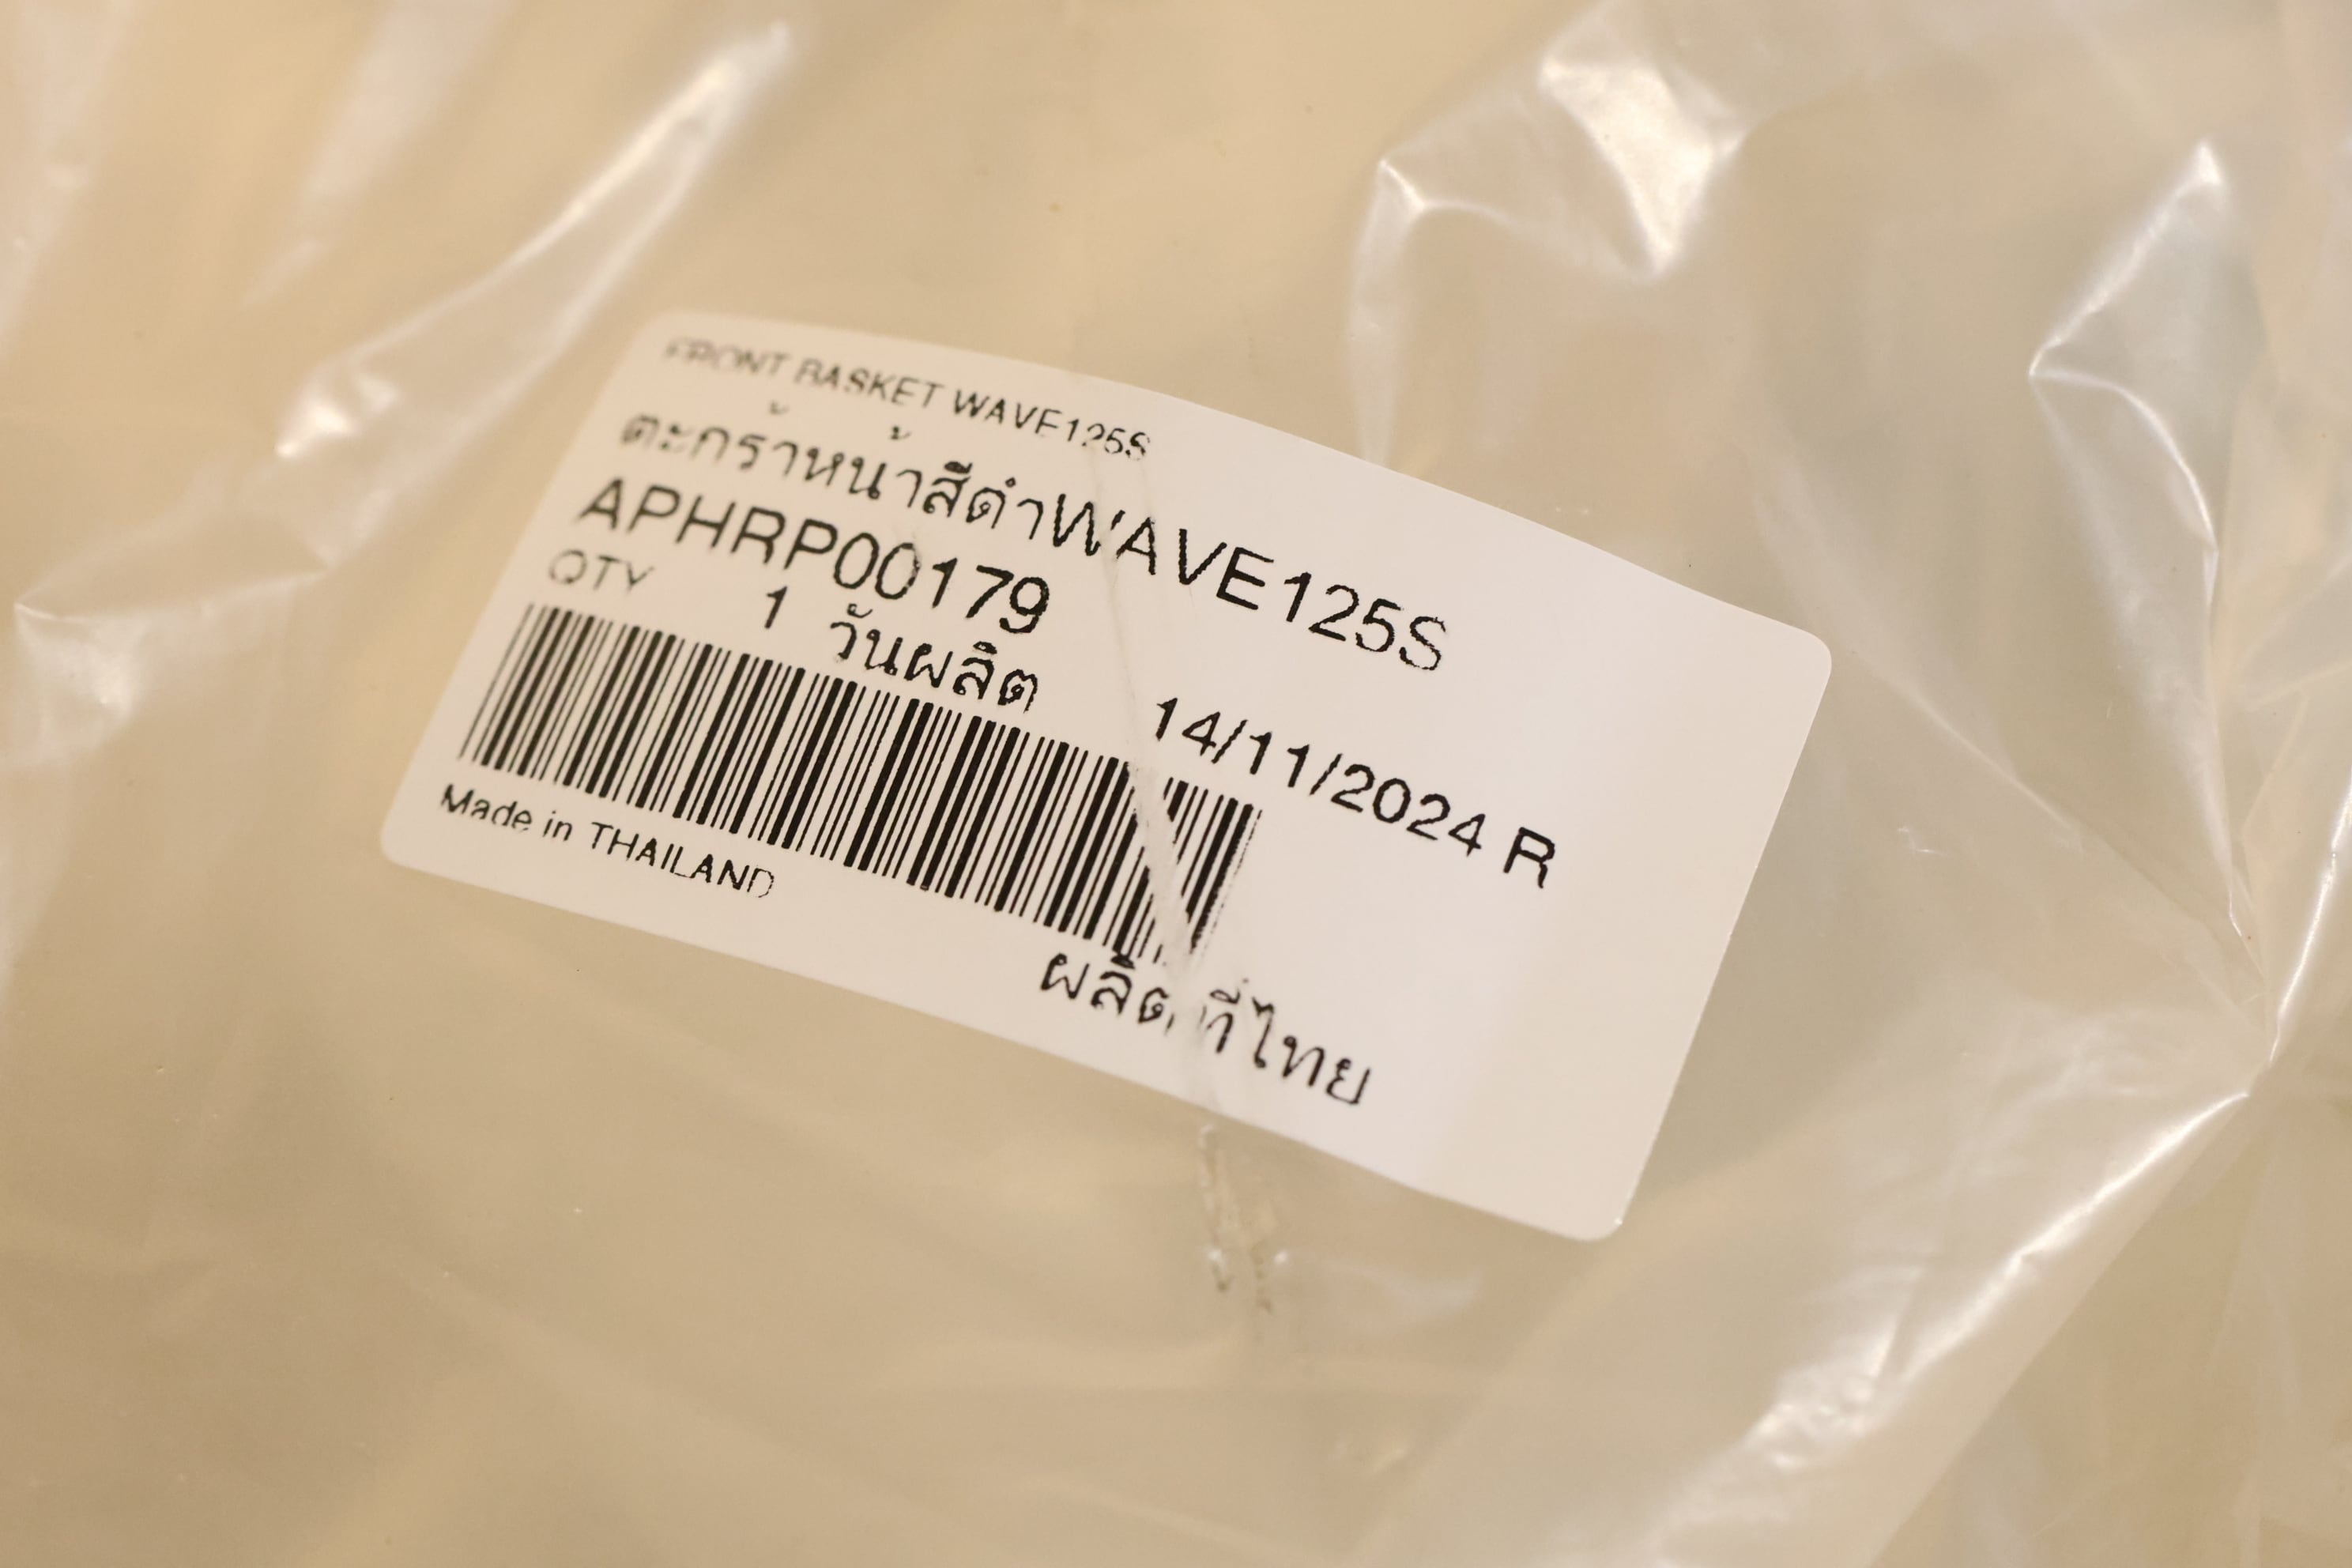 FRONT BASKET WAVE125S
ตะกร้าหน้าสีดำWAVE125S
APHRP00179
QTY 1 วันผลิต 14/11/2024 R
Made in THAILAND ผลิตที่ไทย